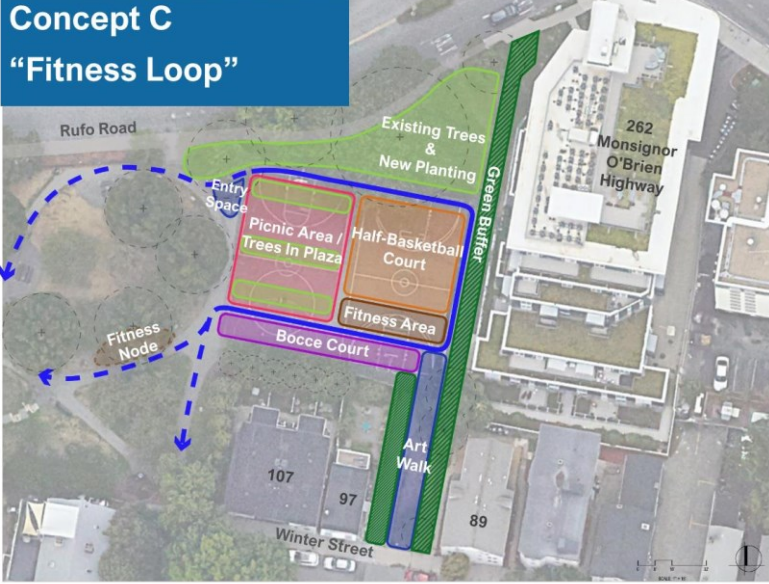 Concept C
"Fitness Loop"
Rufo Road
Existing Trees
&
New Planting
262
Monsignor
O'Brien
Highway
Green Buffer
Entry
Space
Picnic Area /
Trees In Plaza
Half-Basketball
Court
Fitness Area
Fitness
Node
Bocce Court
Art
Walk
107
97
89
Winter Street